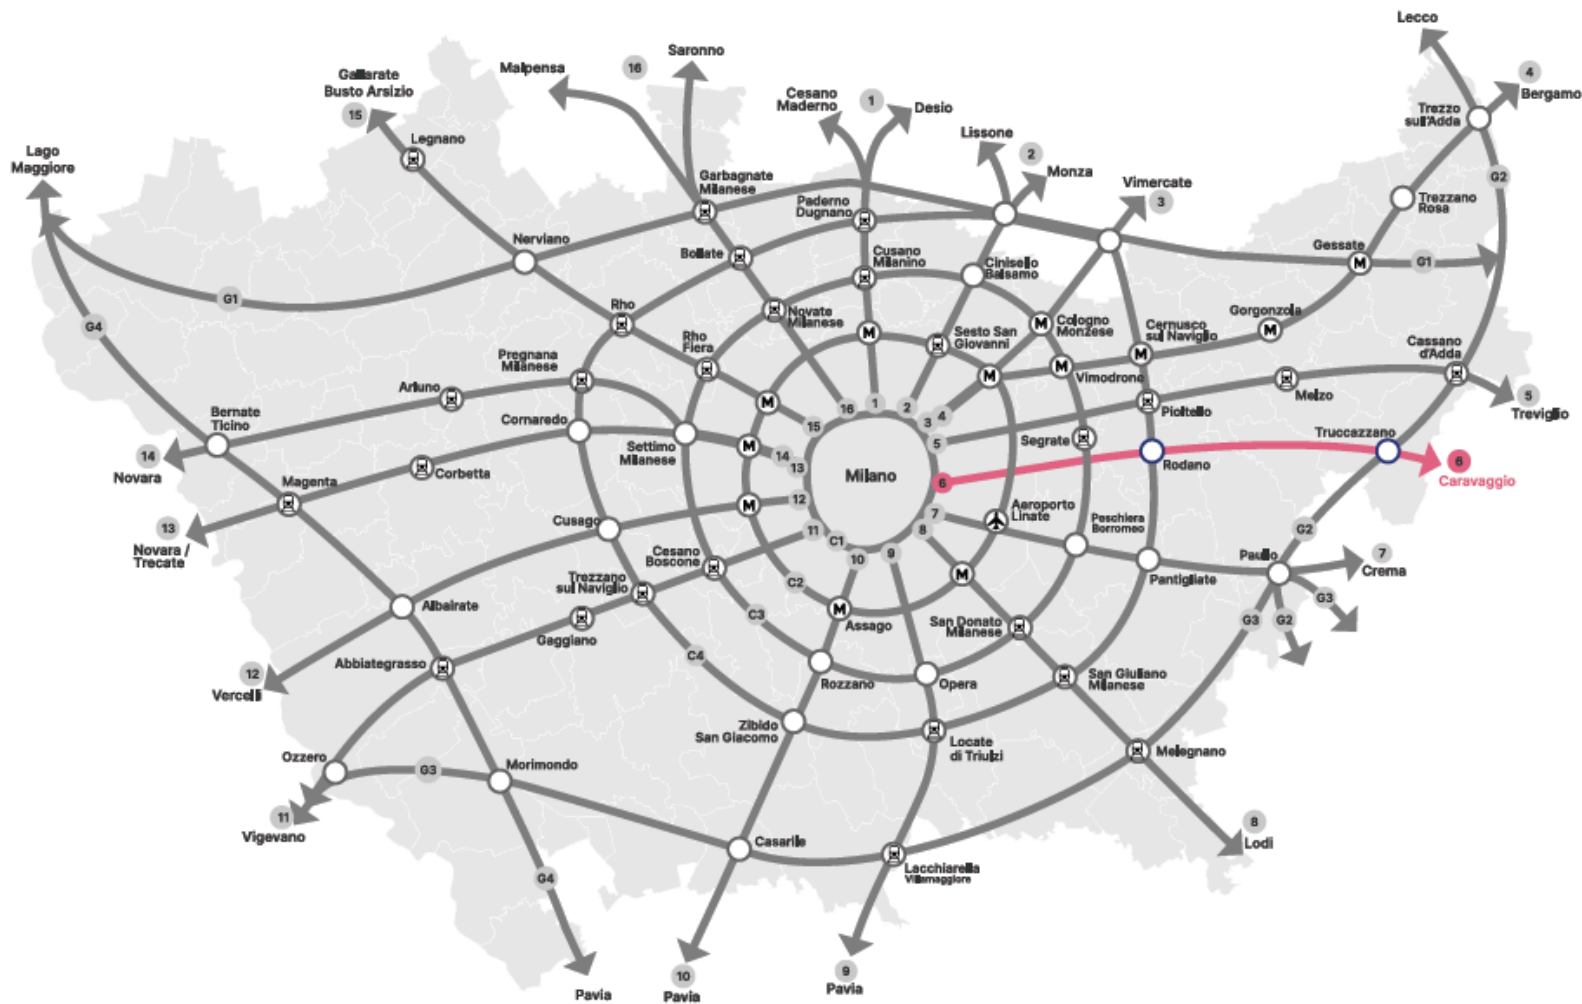 Lecco
4
Bergamo
Trezzo
sull'Adda
Saronno
16
Malpensa
Gallarate
Busto Arsizio
15
Cesano
Maderno
1
Desio
Lissone
2
Monza
Legnano
Lago
Maggiore
Vimercate
3
G2
Garbagnate
Milanese
Paderno
Dugnano
Trezzano
Rosa
Nerviano
Bollate
Cusano
Milanino
Cinisello
Balsamo
Gessate
M
G1
G1
G4
Rho
Novate
Milanese
Rho
Fiera
M
Sesto San
Giovanni
M
Cologno
Monzese
Cernusco
sul Naviglio
M
Gorgonzola
M
Cassano
d'Adda
Pregnana
Milanese
M
M
Vimodrone
Arluno
M
Melzo
5
Treviglio
Bernate
Ticino
Cornaredo
16
1
2
3
4
Pioltello
15
5
Segrate
Truccazzano
Settimo
Milanese
M
14
13
Milano
Rodano
6
Caravaggio
14
Novara
Corbetta
Magenta
6
12
M
13
Novara /
Trecate
Cusago
11
C1
7
8
Aeroporto
Linate
Peschiera
Borromeo
G2
10
9
Cesano
Boscone
Trezzano
sul Naviglio
C2
M
Pantigliate
Paullo
7
Crema
Albairate
C3
M
Assago
San Donato
Milanese
G3
G2
G3
Gaggiano
C4
Abbiategrasso
12
Vercelli
Rozzano
Opera
San Giuliano
Milanese
Zibido
San Giacomo
Locate
di Triulzi
Melegnano
Ozzero
G3
Morimondo
11
Vigevano
8
Lodi
Casarile
Lacchiarella
Villamaggiore
G4
10
Pavia
9
Pavia
Pavia